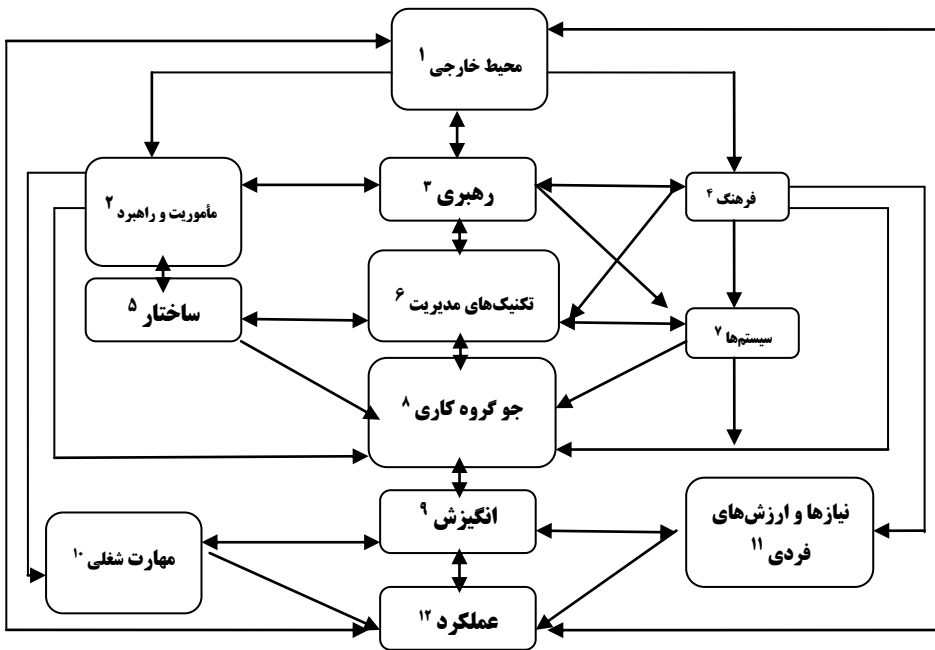 محیط خارجی ۱
مأموریت و راهبرد ۲
رهبری ۳
فرهنگ ۴
ساختار ۵
تکنیک‌های مدیریت ۶
سیستم‌ها ۷
جو گروه کاری ۸
انگیزش ۹
مهارت شغلی ۱۰
نیازها و ارزش‌های
فردی ۱۱
عملکرد ۱۲